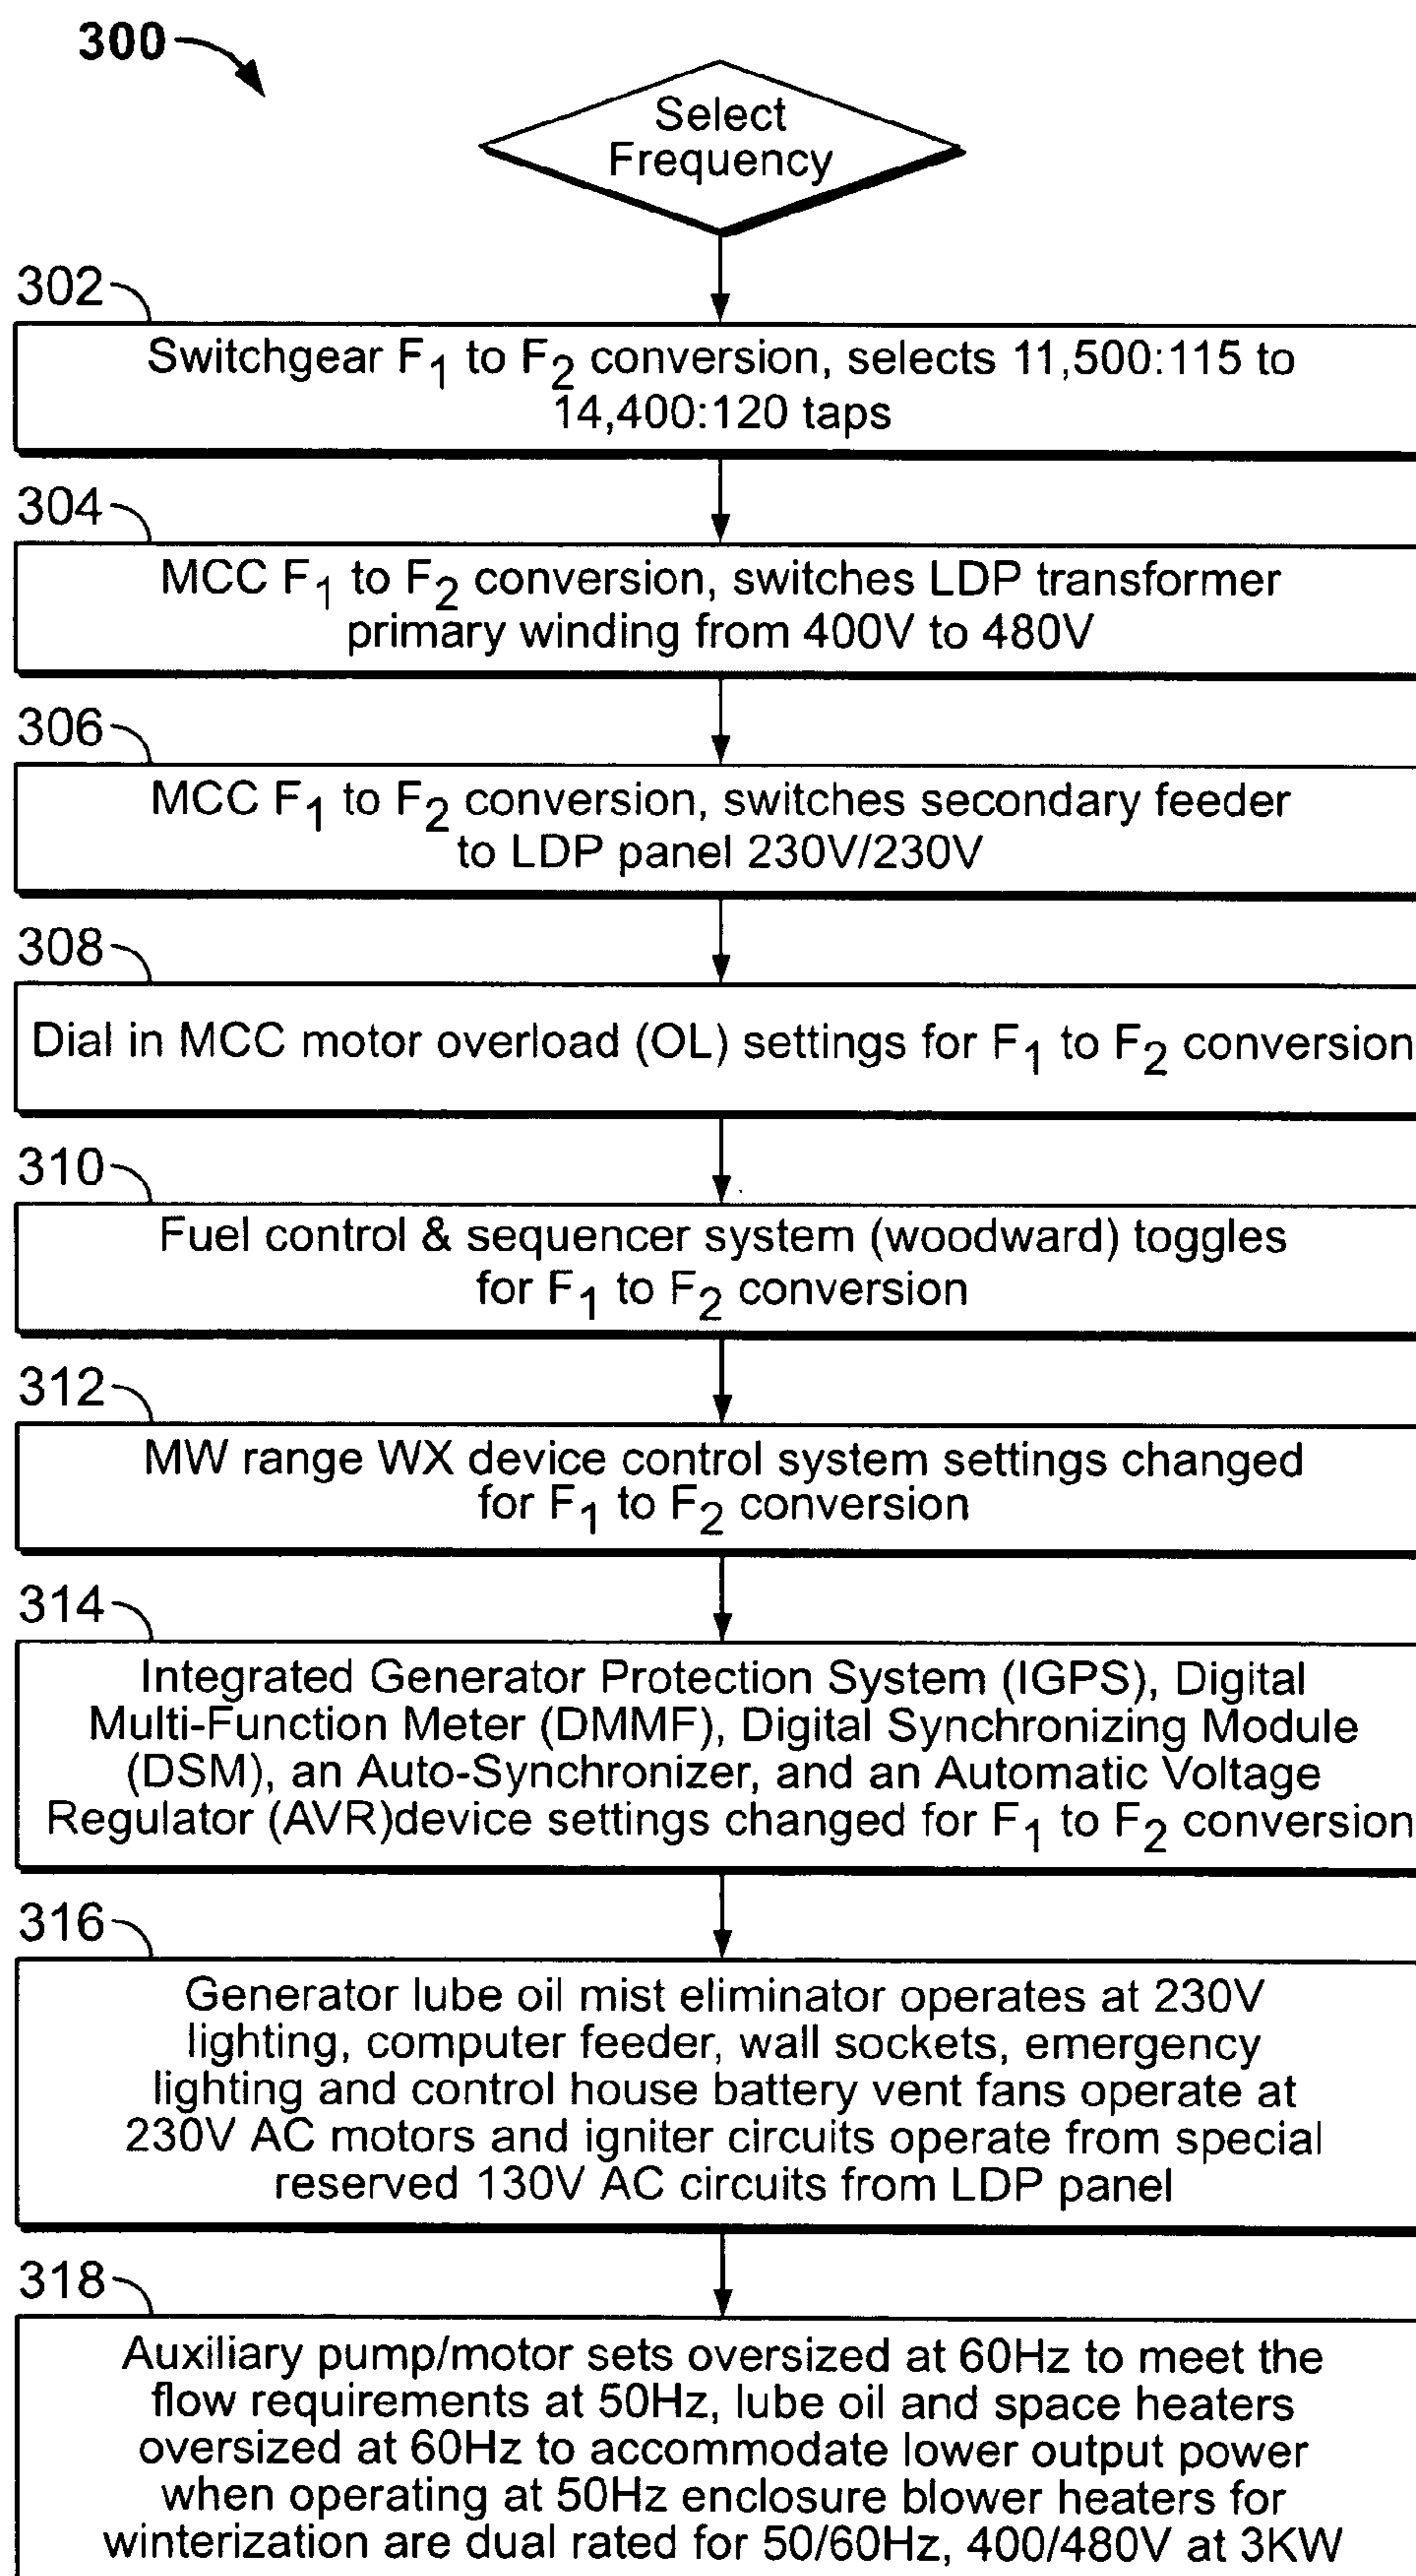 300
Select
Frequency
302
Switchgear F1 to F2 conversion, selects 11,500:115 to
14,400:120 taps
304
MCC F1 to F2 conversion, switches LDP transformer
primary winding from 400V to 480V
306
MCC F1 to F2 conversion, switches secondary feeder
to LDP panel 230V/230V
308
Dial in MCC motor overload (OL) settings for F1 to F2 conversion
310
Fuel control & sequencer system (woodward) toggles
for F1 to F2 conversion
312
MW range WX device control system settings changed
for F1 to F2 conversion
314
Integrated Generator Protection System (IGPS), Digital
Multi-Function Meter (DMMF), Digital Synchronizing Module
(DSM), an Auto-Synchronizer, and an Automatic Voltage
Regulator (AVR)device settings changed for F1 to F2 conversion
316
Generator lube oil mist eliminator operates at 230V
lighting, computer feeder, wall sockets, emergency
lighting and control house battery vent fans operate at
230V AC motors and igniter circuits operate from special
reserved 130V AC circuits from LDP panel
318
Auxiliary pump/motor sets oversized at 60Hz to meet the
flow requirements at 50Hz, lube oil and space heaters
oversized at 60Hz to accommodate lower output power
when operating at 50Hz enclosure blower heaters for
winterization are dual rated for 50/60Hz, 400/480V at 3KW